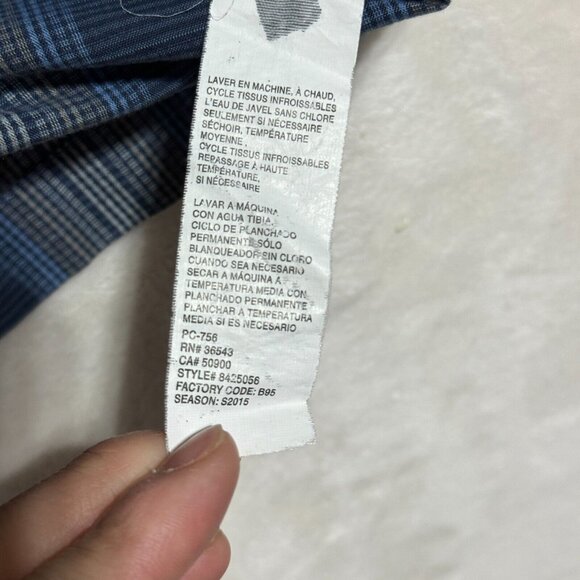 LAVER EN MACHINE, À CHAUD,
CYCLE TISSUS INFROISSABLES
L'EAU DE JAVEL SANS CHLORE
SEULEMENT SI NÉCESSAIRE
SÉCHOIR, TEMPÉRATURE
MOYENNE,
CYCLE TISSUS INFROISSABLES
REPASSAGE À HAUTE
TEMPÉRATURE,
SI NÉCESSAIRE
LAVAR A MÁQUINA
CON AGUA TIBIA,
CICLO DE PLANCHADO
PERMANENTE SÓLO
BLANQUEADOR SIN CLORO
CUANDO SEA NECESARIO
SECAR A MÁQUINA A
TEMPERATURA MEDIA CON
PLANCHADO PERMANENTE
PLANCHAR A TEMPERATURA
MEDIA SI ES NECESARIO
PC-756
RN# 36543
CA# 50900
STYLE# 8425056
FACTORY CODE: B95
SEASON: S2015